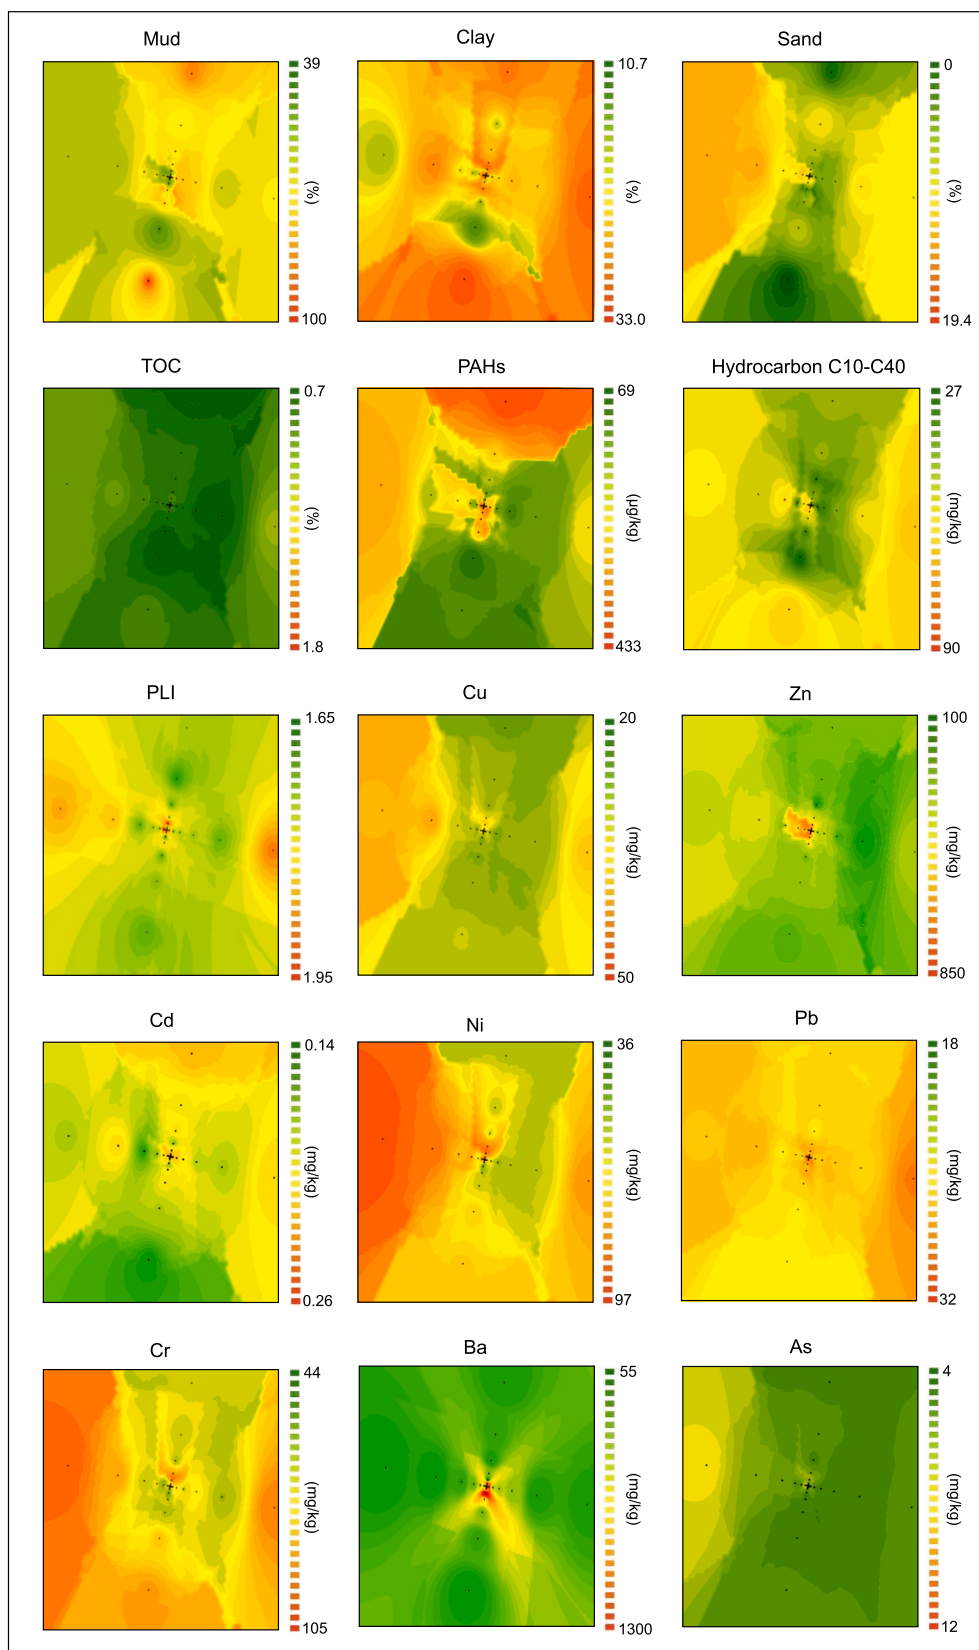 Mud
Clay
Sand
39
10.7
0
(%)
(%)
(%)
100
33.0
19.4
TOC
PAHs
Hydrocarbon C10-C40
0.7
69
27
(%)
(µg/kg)
(mg/kg)
1.8
433
90
PLI
Cu
Zn
1.65
20
100
(mg/kg)
(mg/kg)
1.95
50
850
Cd
Ni
Pb
0.14
36
18
(mg/kg)
(mg/kg)
(mg/kg)
0.26
97
32
Cr
Ba
As
44
55
4
(mg/kg)
(mg/kg)
(mg/kg)
105
1300
12